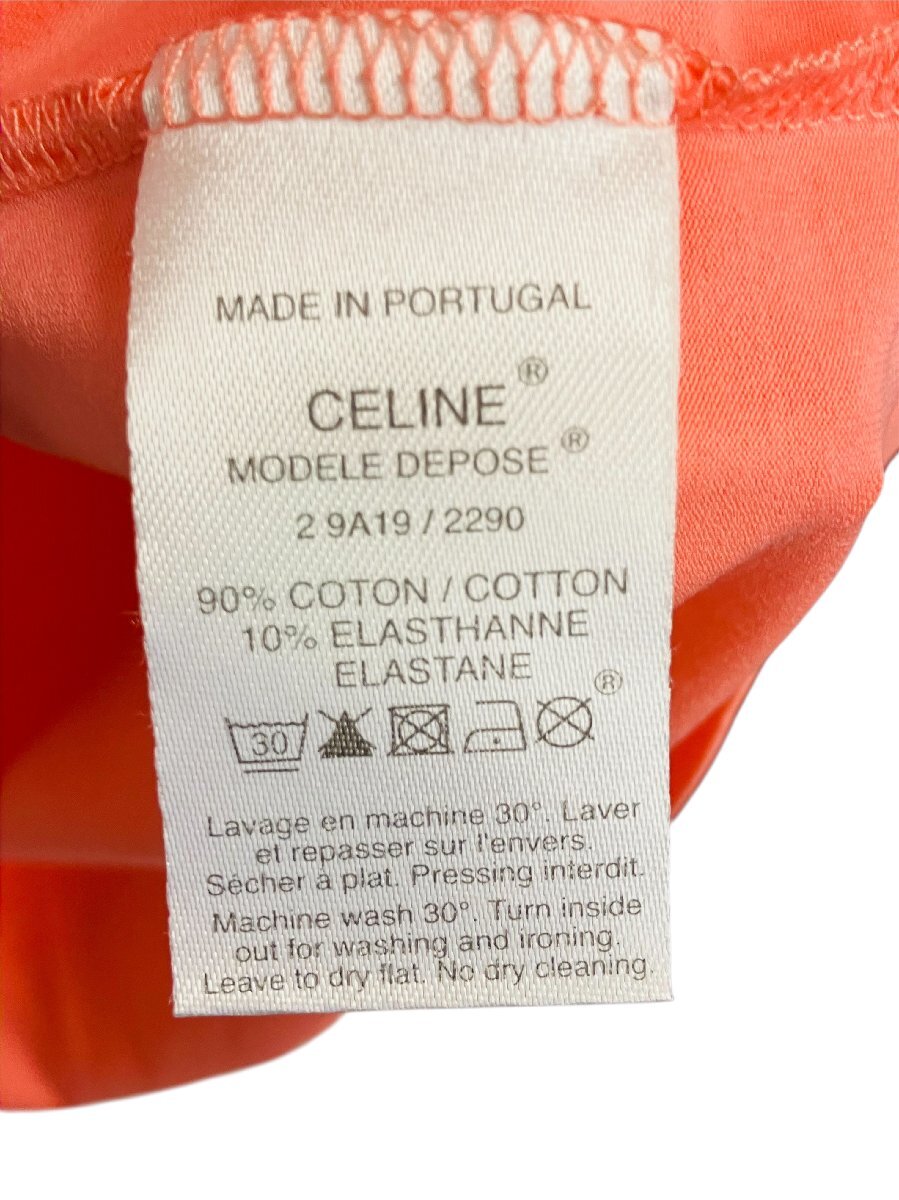 MADE IN PORTUGAL
CELINE®
MODELE DEPOSE®
2 9A19 / 2290
90% COTON / COTTON
10% ELASTHANNE
ELASTANE
®
30
Lavage en machine 30°. Laver
et repasser sur l'envers.
Sécher à plat. Pressing interdit.
Machine wash 30°. Turn inside
out for washing and ironing.
Leave to dry flat. No dry cleaning.